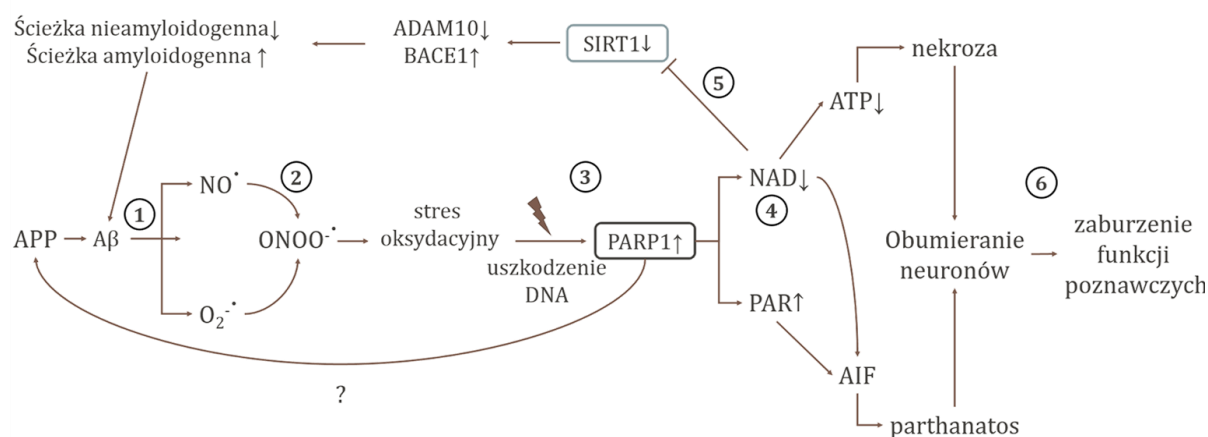 Ścieżka nieamyloidogenna↓
Ścieżka amyloidogenna ↑
ADAM10↓
BACE1↑
SIRT1↓
5
ATP↓
nekroza
1
NO•
2
3
NAD↓
4
6
APP
Aβ
ONOO-•
stres
oksydacyjny
PARP1↑
uszkodzenie
DNA
Obumieranie
neuronów
zaburzenie
funkcji
poznawczych
O2-•
PAR↑
AIF
?
parthanatos